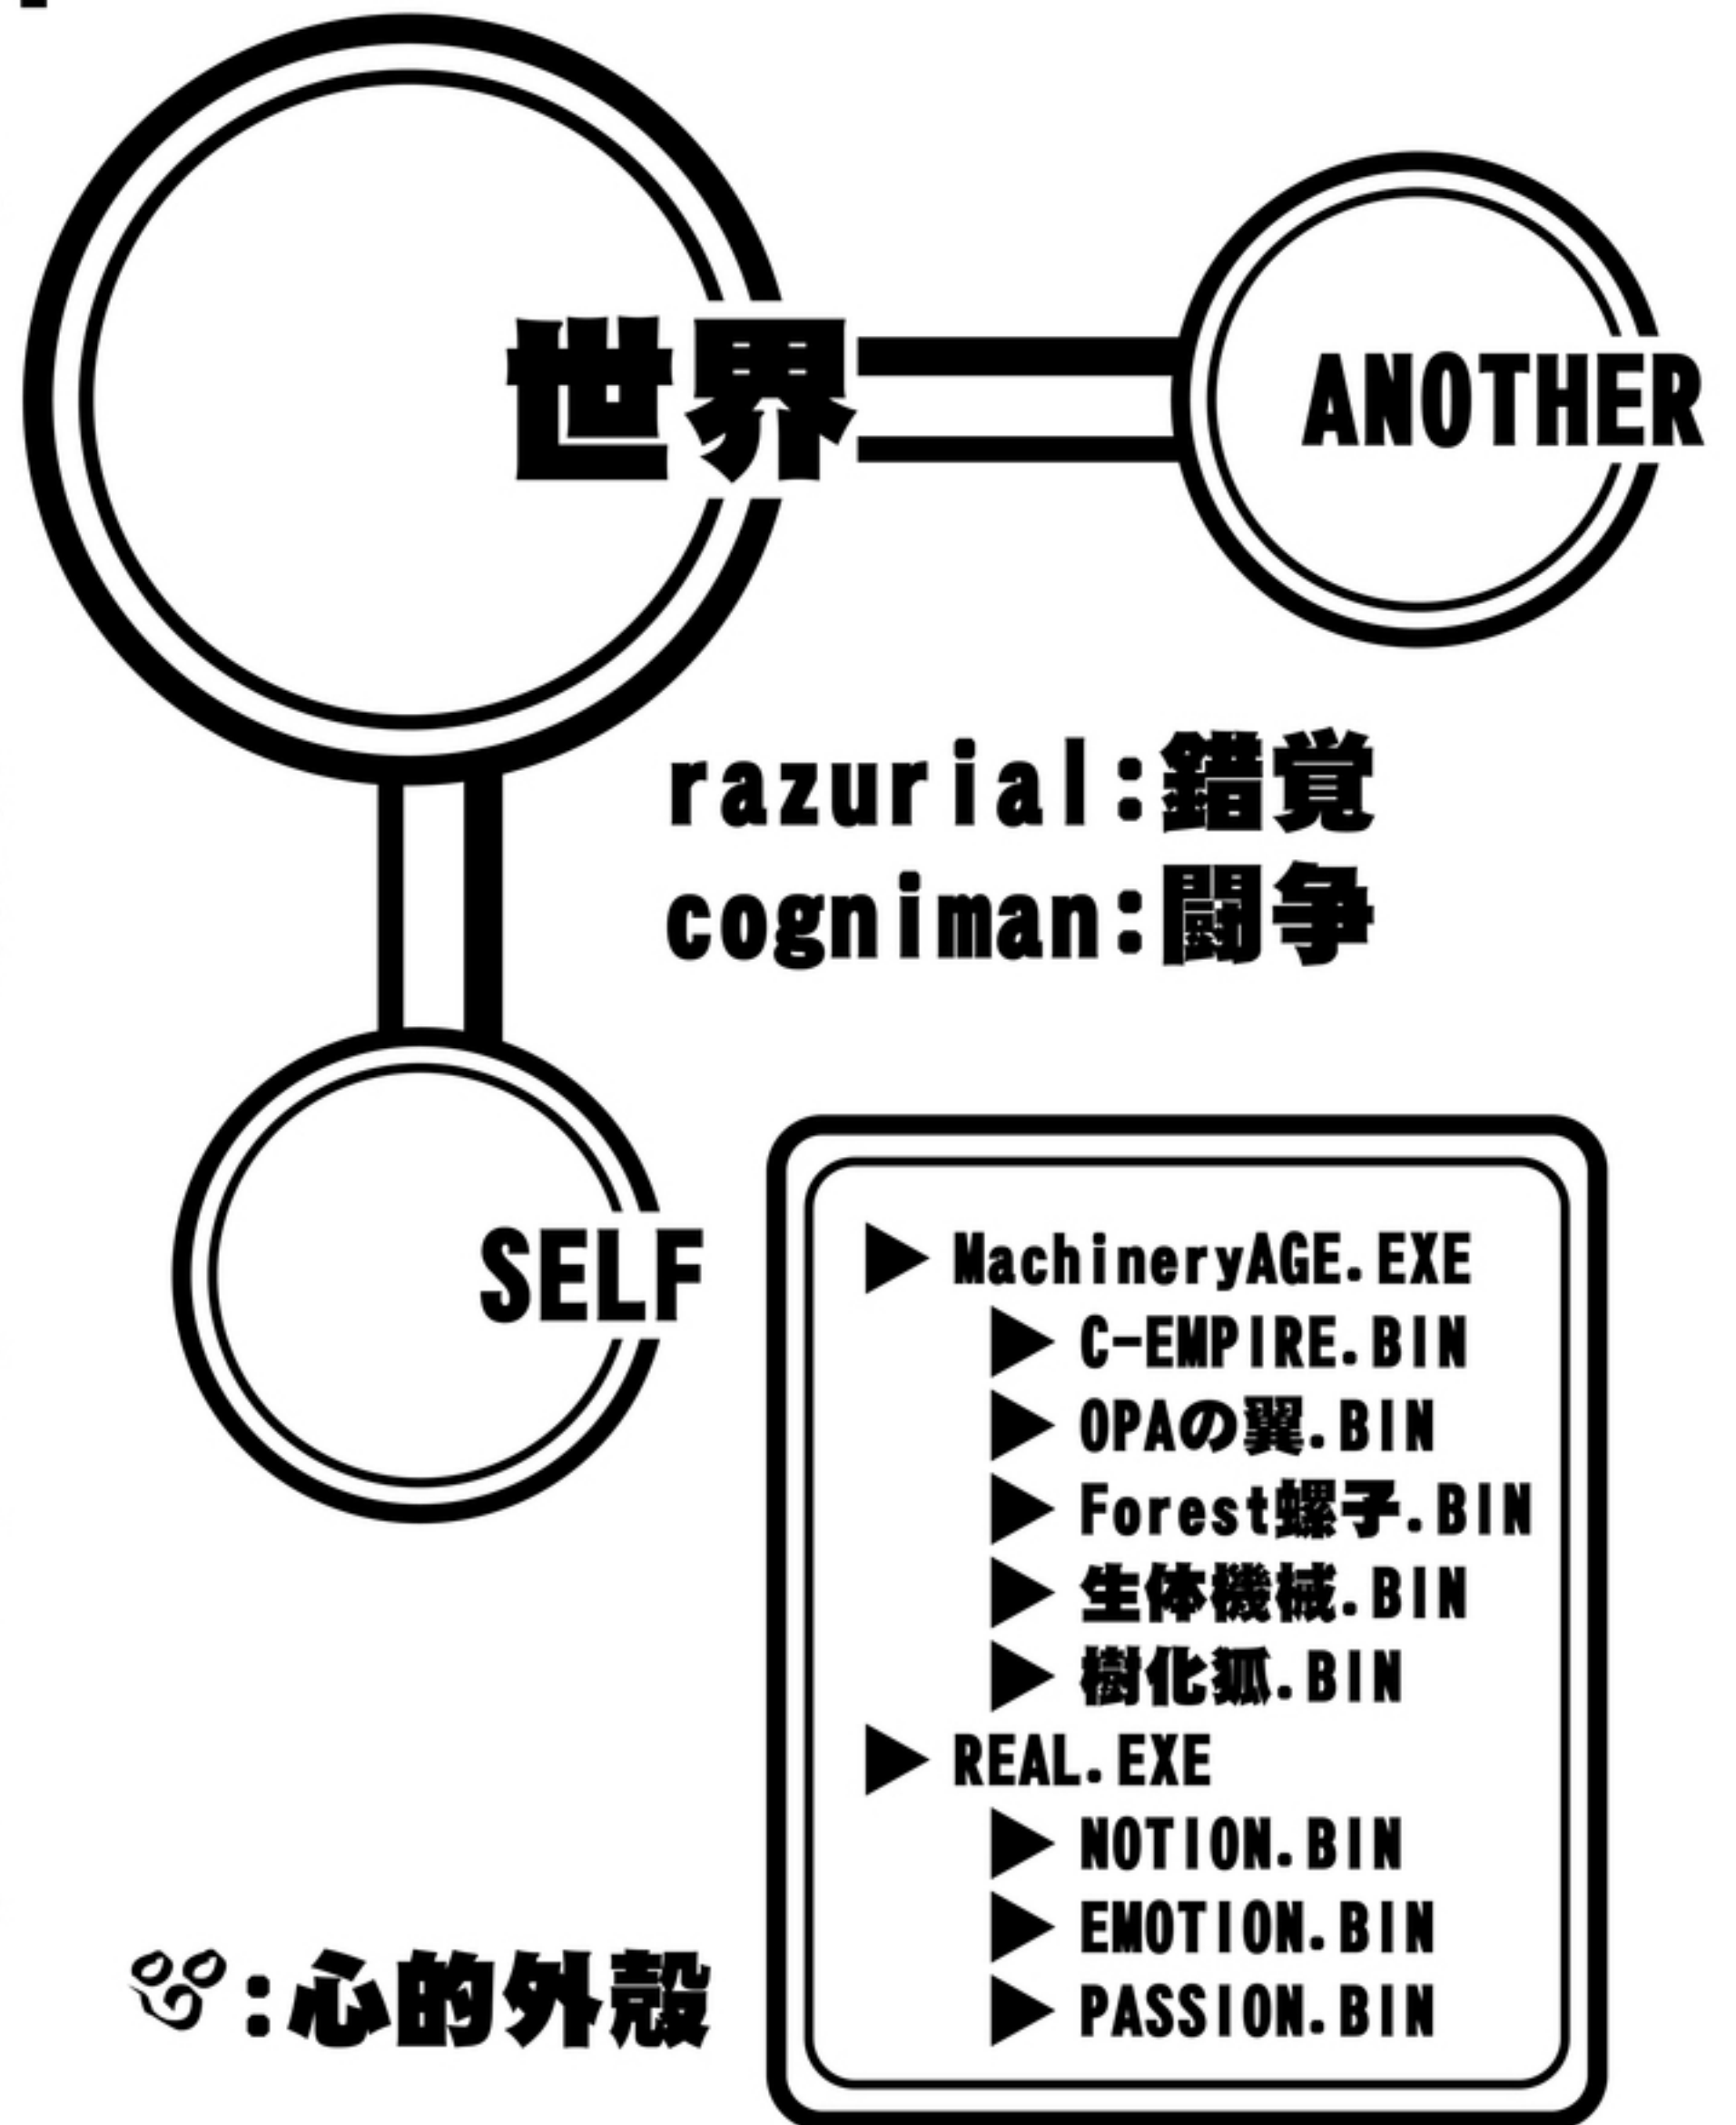 世界
ANOTHER
razurial:錯覚
cogniman:闘争
SELF
MachineryAGE.EXE
C-EMPIRE.BIN
OPAの翼.BIN
Forest螺子.BIN
生体機械.BIN
樹化狐.BIN
REAL.EXE
NOTION.BIN
EMOTION.BIN
PASSION.BIN
:心的外殻